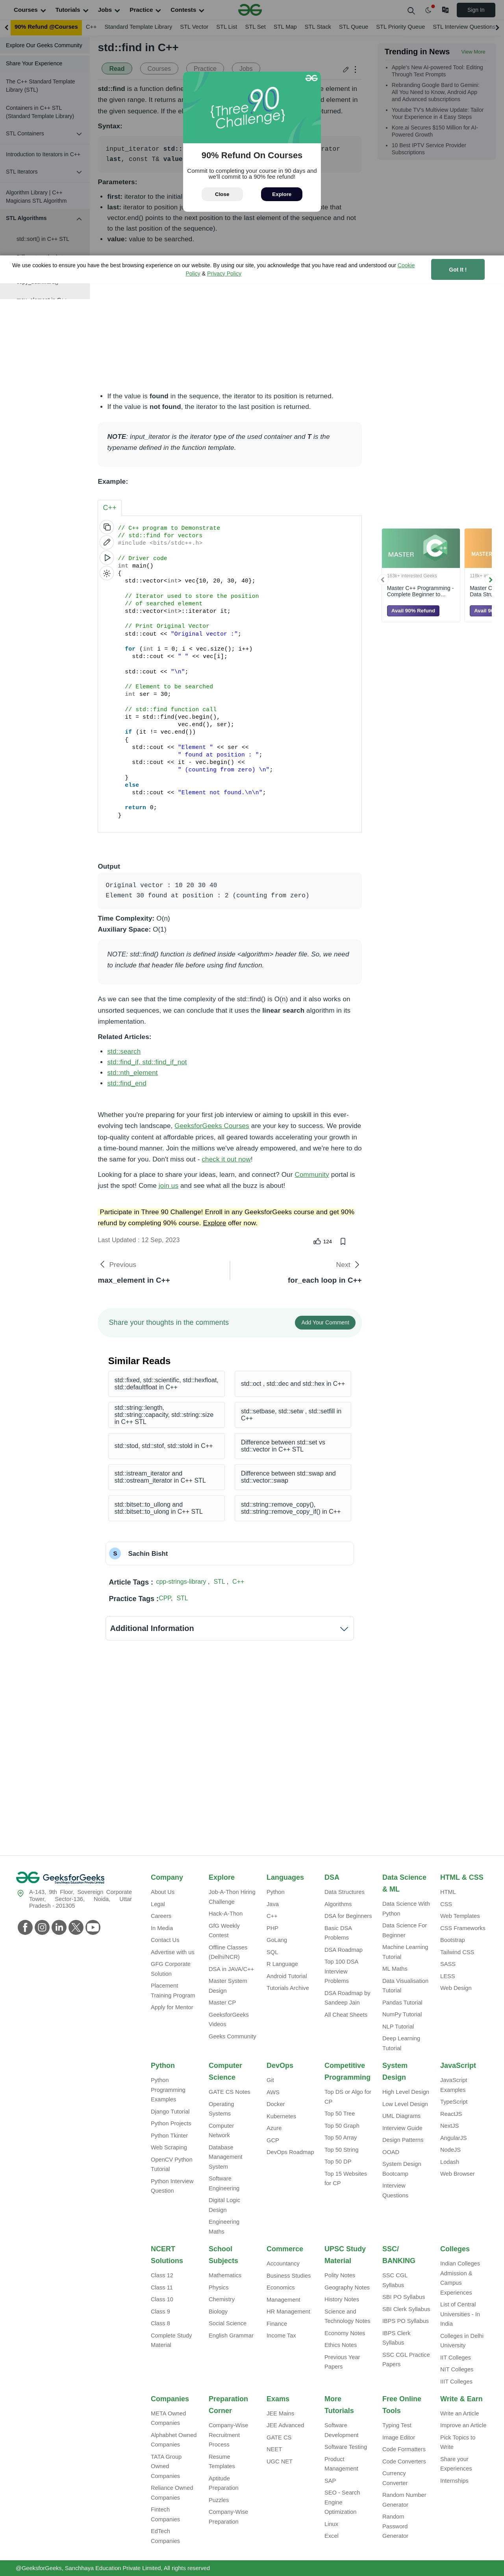 Courses Tutorials Jobs Practice Contests Sign In
90% Refund @Courses C++ Standard Template Library STL Vector STL List STL Set STL Map STL Stack STL Queue STL Priority Queue STL Interview Questions
Explore Our Geeks Community
Share Your Experience
The C++ Standard Template
Library (STL)
Containers in C++ STL
(Standard Template Library)
STL Containers
Introduction to Iterators in C++
STL Iterators
Algorithm Library | C++
Magicians STL Algorithm
STL Algorithms
std::sort() in C++ STL
std::find in C++
Read Courses Practice Jobs
std::find is a function defined
the given range. It returns an
element. If the
Syntax:
input_iterator std::
last, const T& value
Parameters:
first: iterator to the initial
last: iterator to position
vector.end() points to the next position to the last element of the sequence and not
to the last position of the sequence).
value: value to be searched.
{Three 90
Challenge}
90% Refund On Courses
Commit to completing your course in 90 days and
we'll commit to a 90% fee refund!
Close Explore
Trending in News View More
Apple's New AI-powered Tool: Editing
Through Text Prompts
Rebranding Google Bard to Gemini:
All You Need to Know, Android App
and Advanced subscriptions
Youtube TV's Multiview Update: Tailor
Your Experience in 4 Easy Steps
Kore.ai Secures $150 Million for AI-
Powered Growth
10 Best IPTV Service Provider
Subscriptions
We use cookies to ensure you have the best browsing experience on our website. By using our site, you acknowledge that you have read and understood our Cookie
Policy & Privacy Policy
Got It !
If the value is found in the sequence, the iterator to its position is returned.
If the value is not found, the iterator to the last position is returned.
NOTE: input_iterator is the iterator type of the used container and T is the
typename defined in the function template.
Example:
C++
// C++ program to Demonstrate
// std::find for vectors
#include <bits/stdc++.h>
// Driver code
int main()
{
std::vector<int> vec{10, 20, 30, 40};
// Iterator used to store the position
// of searched element
std::vector<int>::iterator it;
// Print Original Vector
std::cout << "Original vector :";
for (int i = 0; i < vec.size(); i++)
std::cout << " " << vec[i];
std::cout << "\n";
// Element to be searched
int ser = 30;
// std::find function call
it = std::find(vec.begin(),
vec.end(), ser);
if (it != vec.end())
{
std::cout << "Element " << ser <<
" found at position : ";
std::cout << it - vec.begin() <<
" (counting from zero) \n";
}
else
std::cout << "Element not found.\n\n";
return 0;
}
MASTER C++
MASTER
163k+ interested Geeks
Master C++ Programming -
Complete Beginner to...
Avail 90% Refund
Output
Original vector : 10 20 30 40
Element 30 found at position : 2 (counting from zero)
Time Complexity: O(n)
Auxiliary Space: O(1)
NOTE: std::find() function is defined inside <algorithm> header file. So, we need
to include that header file before using find function.
As we can see that the time complexity of the std::find() is O(n) and it also works on
unsorted sequences, we can conclude that it uses the linear search algorithm in its
implementation.
Related Articles:
std::search
std::find_if, std::find_if_not
std::nth_element
std::find_end
Whether you're preparing for your first job interview or aiming to upskill in this ever-
evolving tech landscape, GeeksforGeeks Courses are your key to success. We provide
top-quality content at affordable prices, all geared towards accelerating your growth in
a time-bound manner. Join the millions we've already empowered, and we're here to do
the same for you. Don't miss out - check it out now!
Looking for a place to share your ideas, learn, and connect? Our Community portal is
just the spot! Come join us and see what all the buzz is about!
Participate in Three 90 Challenge! Enroll in any GeeksforGeeks course and get 90%
refund by completing 90% course. Explore offer now.
Last Updated : 12 Sep, 2023 124
Previous Next
max_element in C++ for_each loop in C++
Share your thoughts in the comments Add Your Comment
Similar Reads
std::fixed, std::scientific, std::hexfloat,
std::defaultfloat in C++
std::oct , std::dec and std::hex in C++
std::string::length,
std::string::capacity, std::string::size
in C++ STL
std::setbase, std::setw , std::setfill in
C++
std::stod, std::stof, std::stold in C++
Difference between std::set vs
std::vector in C++ STL
std::istream_iterator and
std::ostream_iterator in C++ STL
Difference between std::swap and
std::vector::swap
std::bitset::to_ullong and
std::bitset::to_ulong in C++ STL
std::string::remove_copy(),
std::string::remove_copy_if() in C++
S Sachin Bisht
Article Tags : cpp-strings-library , STL , C++
Practice Tags : CPP, STL
Additional Information
GeeksforGeeks
A-143, 9th Floor, Sovereign Corporate
Tower, Sector-136, Noida, Uttar
Pradesh - 201305
Company
About Us
Legal
Careers
In Media
Contact Us
Advertise with us
GFG Corporate
Solution
Placement
Training Program
Apply for Mentor
Explore
Job-A-Thon Hiring
Challenge
Hack-A-Thon
GfG Weekly
Contest
Offline Classes
(Delhi/NCR)
DSA in JAVA/C++
Master System
Design
Master CP
GeeksforGeeks
Videos
Geeks Community
Languages
Python
Java
C++
PHP
GoLang
SQL
R Language
Android Tutorial
Tutorials Archive
DSA
Data Structures
Algorithms
DSA for Beginners
Basic DSA
Problems
DSA Roadmap
Top 100 DSA
Interview
Problems
DSA Roadmap by
Sandeep Jain
All Cheat Sheets
Data Science
& ML
Data Science With
Python
Data Science For
Beginner
Machine Learning
Tutorial
ML Maths
Data Visualisation
Tutorial
Pandas Tutorial
NumPy Tutorial
NLP Tutorial
Deep Learning
Tutorial
HTML & CSS
HTML
CSS
Web Templates
CSS Frameworks
Bootstrap
Tailwind CSS
SASS
LESS
Web Design
Python
Python
Programming
Examples
Django Tutorial
Python Projects
Python Tkinter
Web Scraping
OpenCV Python
Tutorial
Python Interview
Question
Computer
Science
GATE CS Notes
Operating
Systems
Computer
Network
Database
Management
System
Software
Engineering
Digital Logic
Design
Engineering
Maths
DevOps
Git
AWS
Docker
Kubernetes
Azure
GCP
DevOps Roadmap
Competitive
Programming
Top DS or Algo for
CP
Top 50 Tree
Top 50 Graph
Top 50 Array
Top 50 String
Top 50 DP
Top 15 Websites
for CP
System
Design
High Level Design
Low Level Design
UML Diagrams
Interview Guide
Design Patterns
OOAD
System Design
Bootcamp
Interview
Questions
JavaScript
JavaScript
Examples
TypeScript
ReactJS
NextJS
AngularJS
NodeJS
Lodash
Web Browser
NCERT
Solutions
Class 12
Class 11
Class 10
Class 9
Class 8
Complete Study
Material
School
Subjects
Mathematics
Physics
Chemistry
Biology
Social Science
English Grammar
Commerce
Accountancy
Business Studies
Economics
Management
HR Management
Finance
Income Tax
UPSC Study
Material
Polity Notes
Geography Notes
History Notes
Science and
Technology Notes
Economy Notes
Ethics Notes
Previous Year
Papers
SSC/
BANKING
SSC CGL
Syllabus
SBI PO Syllabus
SBI Clerk Syllabus
IBPS PO Syllabus
IBPS Clerk
Syllabus
SSC CGL Practice
Papers
Colleges
Indian Colleges
Admission &
Campus
Experiences
List of Central
Universities - In
India
Colleges in Delhi
University
IIT Colleges
NIT Colleges
IIIT Colleges
Companies
META Owned
Companies
Alphabhet Owned
Companies
TATA Group
Owned
Companies
Reliance Owned
Companies
Fintech
Companies
EdTech
Companies
Preparation
Corner
Company-Wise
Recruitment
Process
Resume
Templates
Aptitude
Preparation
Puzzles
Company-Wise
Preparation
Exams
JEE Mains
JEE Advanced
GATE CS
NEET
UGC NET
More
Tutorials
Software
Development
Software Testing
Product
Management
SAP
SEO - Search
Engine
Optimization
Linux
Excel
Free Online
Tools
Typing Test
Image Editor
Code Formatters
Code Converters
Currency
Converter
Random Number
Generator
Random
Password
Generator
Write & Earn
Write an Article
Improve an Article
Pick Topics to
Write
Share your
Experiences
Internships
@GeeksforGeeks, Sanchhaya Education Private Limited, All rights reserved